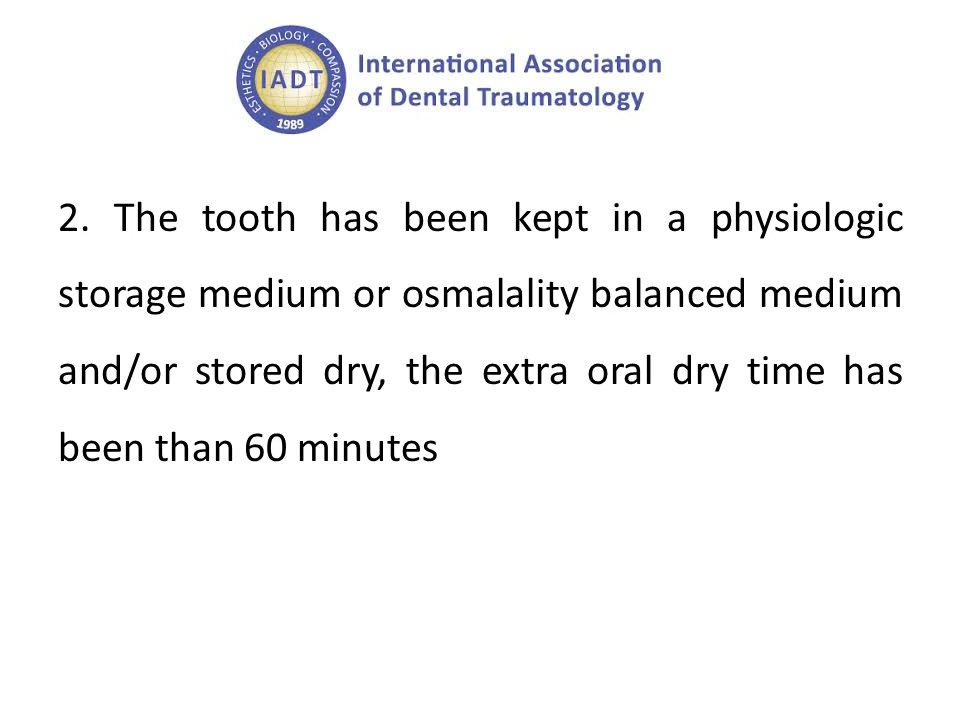 ESTHETICS · BIOLOGY · COMPASSION ·
IADT
1989
International Association
of Dental Traumatology
2. The tooth has been kept in a physiologic
storage medium or osmalality balanced medium
and/or stored dry, the extra oral dry time has
been than 60 minutes